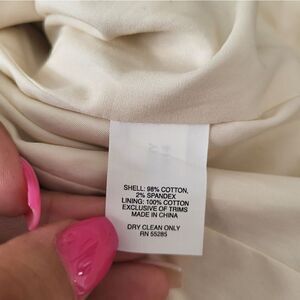 SHELL: 98% COTTON,
2% SPANDEX
LINING: 100% COTTON
EXCLUSIVE OF TRIMS
MADE IN CHINA
DRY CLEAN ONLY
RN 55285